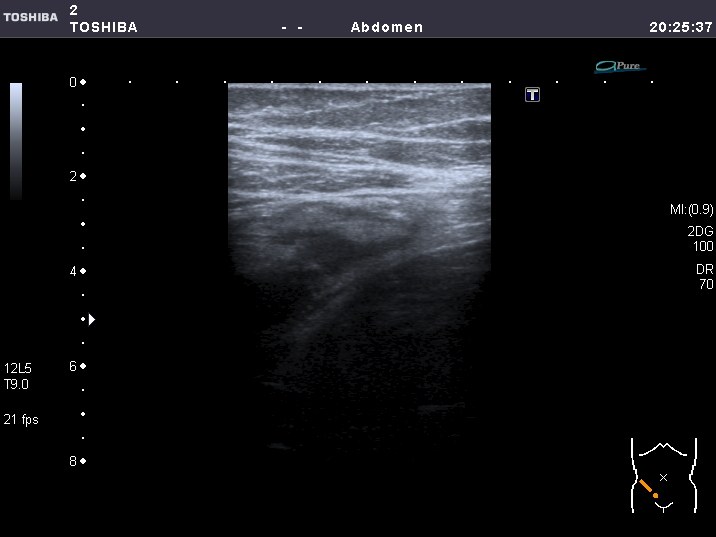 TOSHIBA
2
TOSHIBA
- -
Abdomen
20:25:37
aPure
T
0
2
4
6
8
MI:(0.9)
2DG
100
DR
70
12L5
T9.0
21 fps